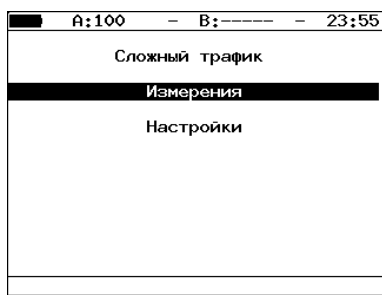 A:100 – B:----- – 23:55
Сложный трафик
Измерения
Настройки